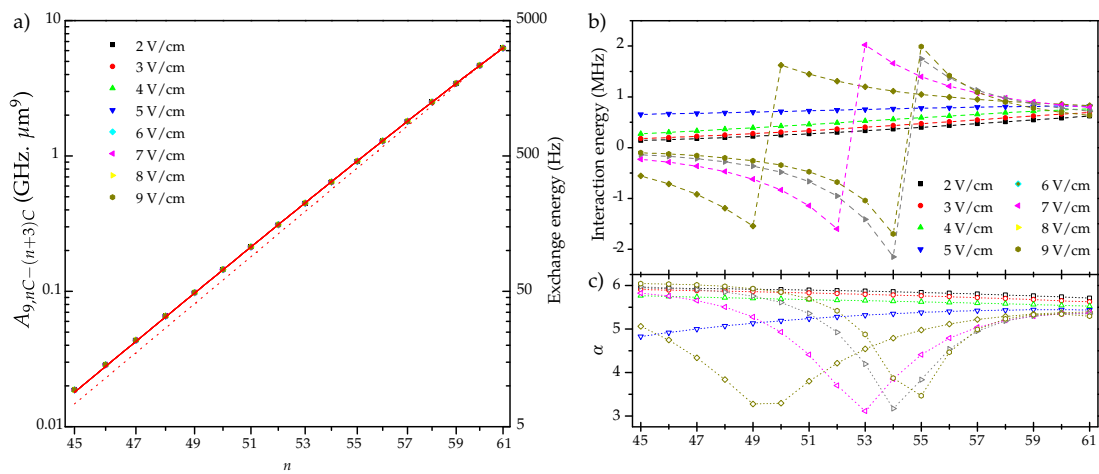 a)
A9,nC−(n+3)C (GHz. μm⁹)
10
1
0.1
0.01
2 V/cm
3 V/cm
4 V/cm
5 V/cm
6 V/cm
7 V/cm
8 V/cm
9 V/cm
5000
500
50
5
Exchange energy (Hz)
45 47 49 51 53 55 57 59 61
n
b)
Interaction energy (MHz)
2
1
0
-1
-2
2 V/cm 6 V/cm
3 V/cm 7 V/cm
4 V/cm 8 V/cm
5 V/cm 9 V/cm
c)
α
6
5
4
3
45 47 49 51 53 55 57 59 61
n